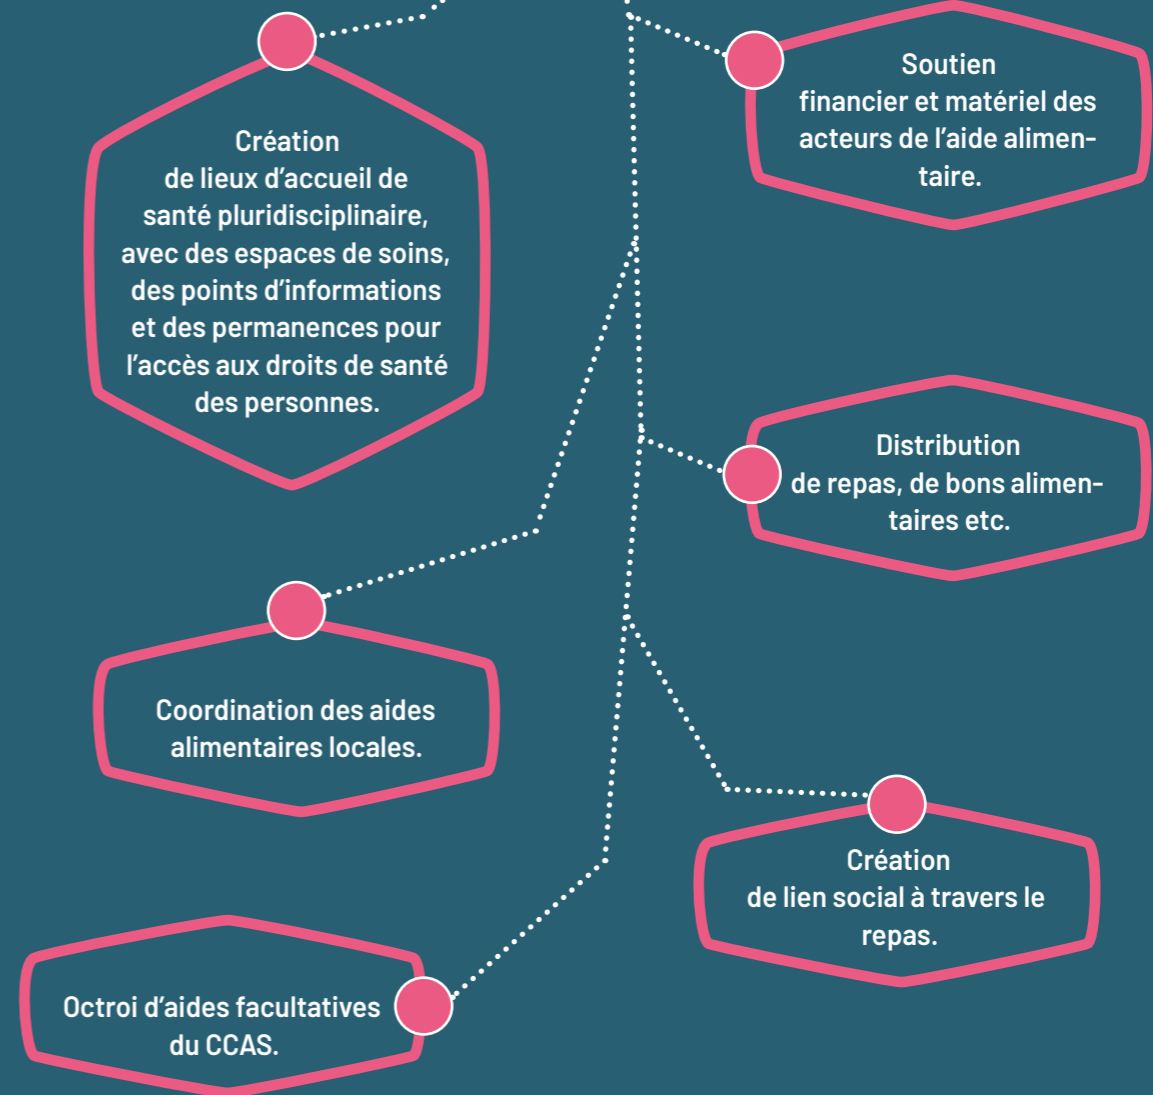 Création
de lieux d’accueil de
santé pluridisciplinaire,
avec des espaces de soins,
des points d’informations
et des permanences pour
l’accès aux droits de santé
des personnes.
Soutien
financier et matériel des
acteurs de l’aide alimen-
taire.
Distribution
de repas, de bons alimen-
taires etc.
Coordination des aides
alimentaires locales.
Création
de lien social à travers le
repas.
Octroi d’aides facultatives
du CCAS.